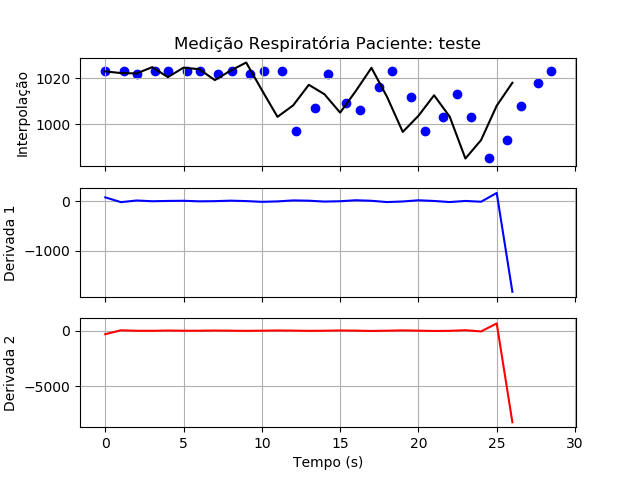 Medição Respiratória Paciente: teste
Interpolação
1020
1000
Derivada 1
0
−1000
Derivada 2
0
−5000
0 5 10 15 20 25 30
Tempo (s)